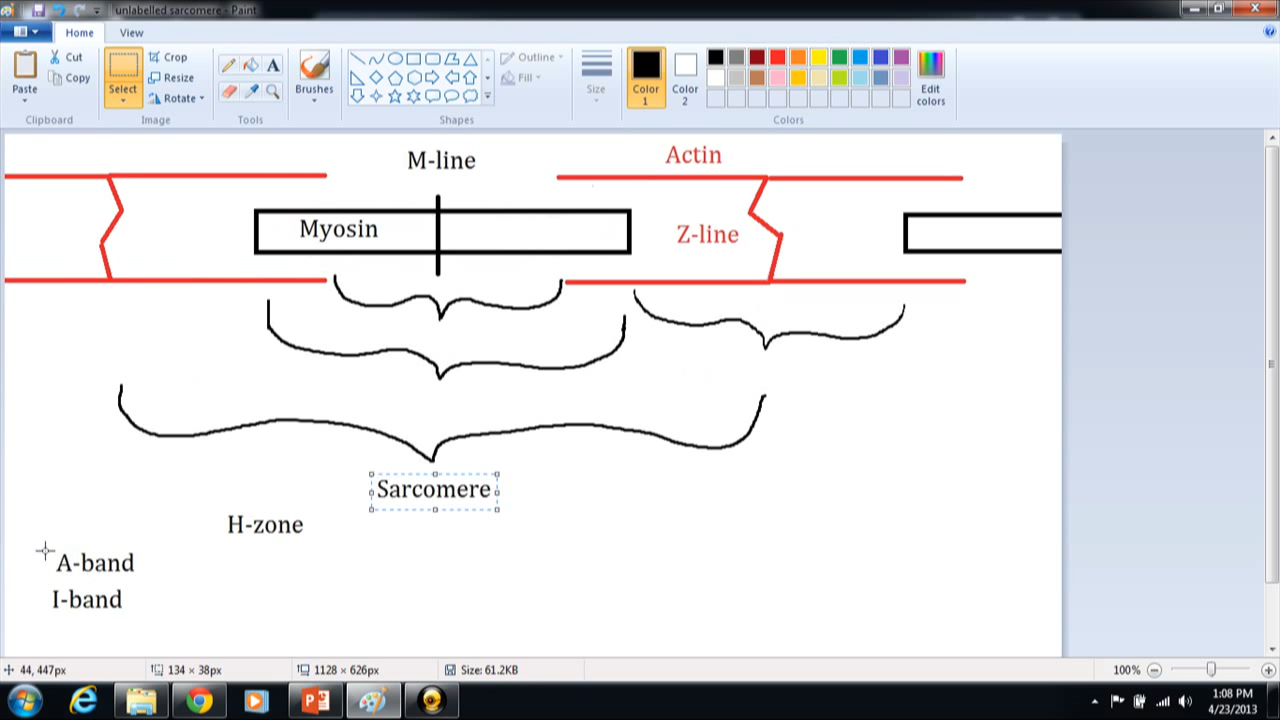 unlabelled sarcomere - Paint
Home
View
Paste
Cut
Copy
Clipboard
Select
Crop
Resize
Rotate
Image
A
Tools
Brushes
Shapes
Outline
Fill
Size
Color 1
Color 2
Colors
Edit colors
M-line
Actin
Myosin
Z-line
Sarcomere
H-zone
A-band
I-band
44, 447px
134 × 38px
1128 × 626px
Size: 61.2KB
100%
1:08 PM
4/23/2013